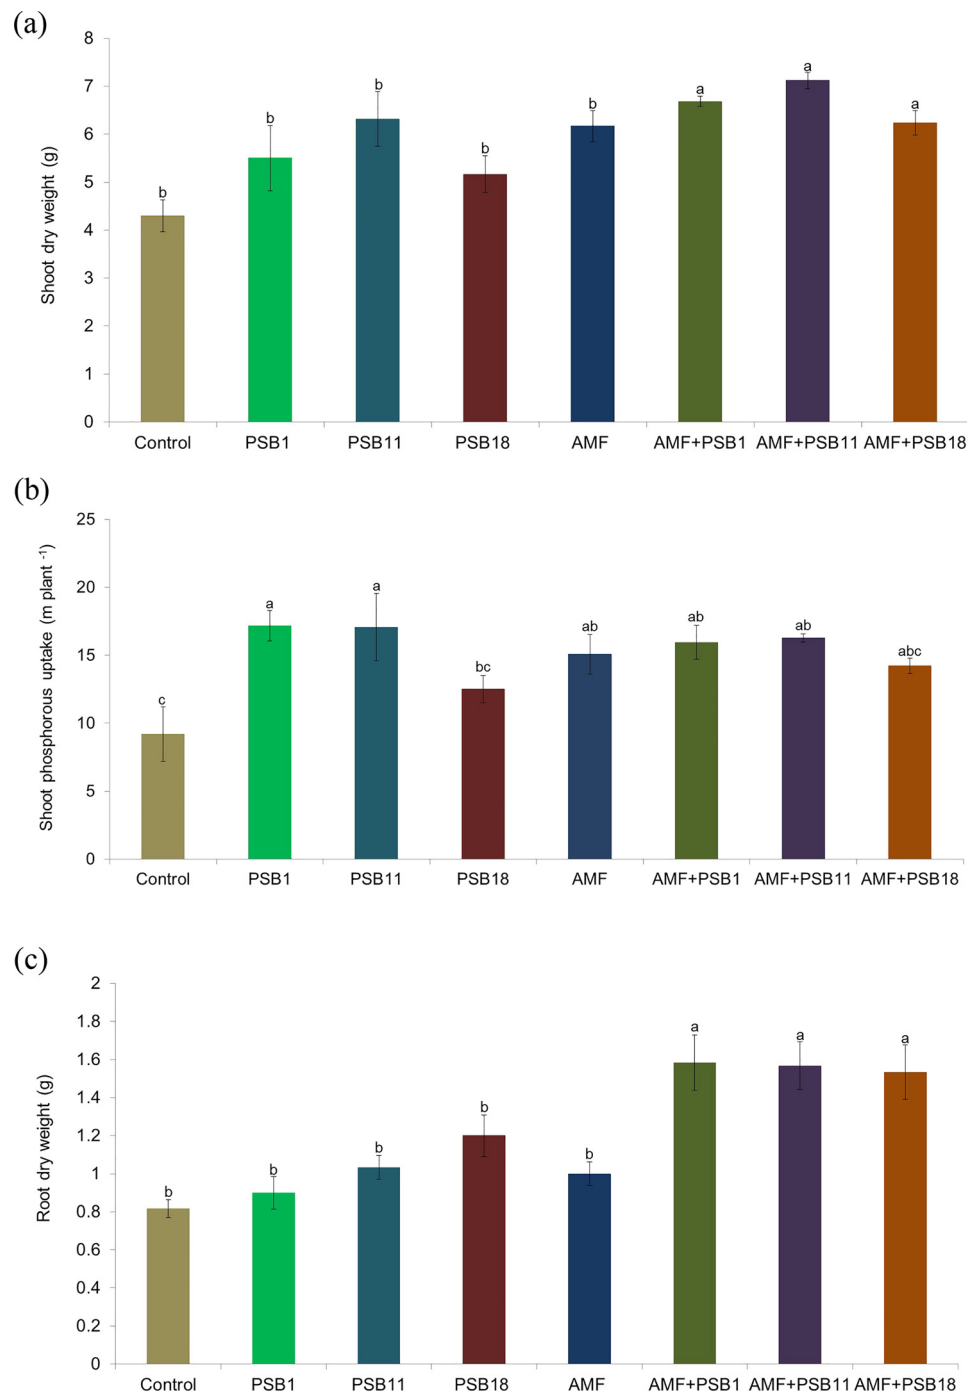 (a)
Shoot dry weight (g)
8
7
6
5
4
3
2
1
0
b
b
b
b
b
a
a
a
Control PSB1 PSB11 PSB18 AMF AMF+PSB1 AMF+PSB11 AMF+PSB18
(b)
Shoot phosphorous uptake (m plant -1)
25
20
15
10
5
0
c
a
a
bc
ab
ab
ab
abc
Control PSB1 PSB11 PSB18 AMF AMF+PSB1 AMF+PSB11 AMF+PSB18
(c)
Root dry weight (g)
2
1.8
1.6
1.4
1.2
1
0.8
0.6
0.4
0.2
0
b
b
b
b
b
a
a
a
Control PSB1 PSB11 PSB18 AMF AMF+PSB1 AMF+PSB11 AMF+PSB18